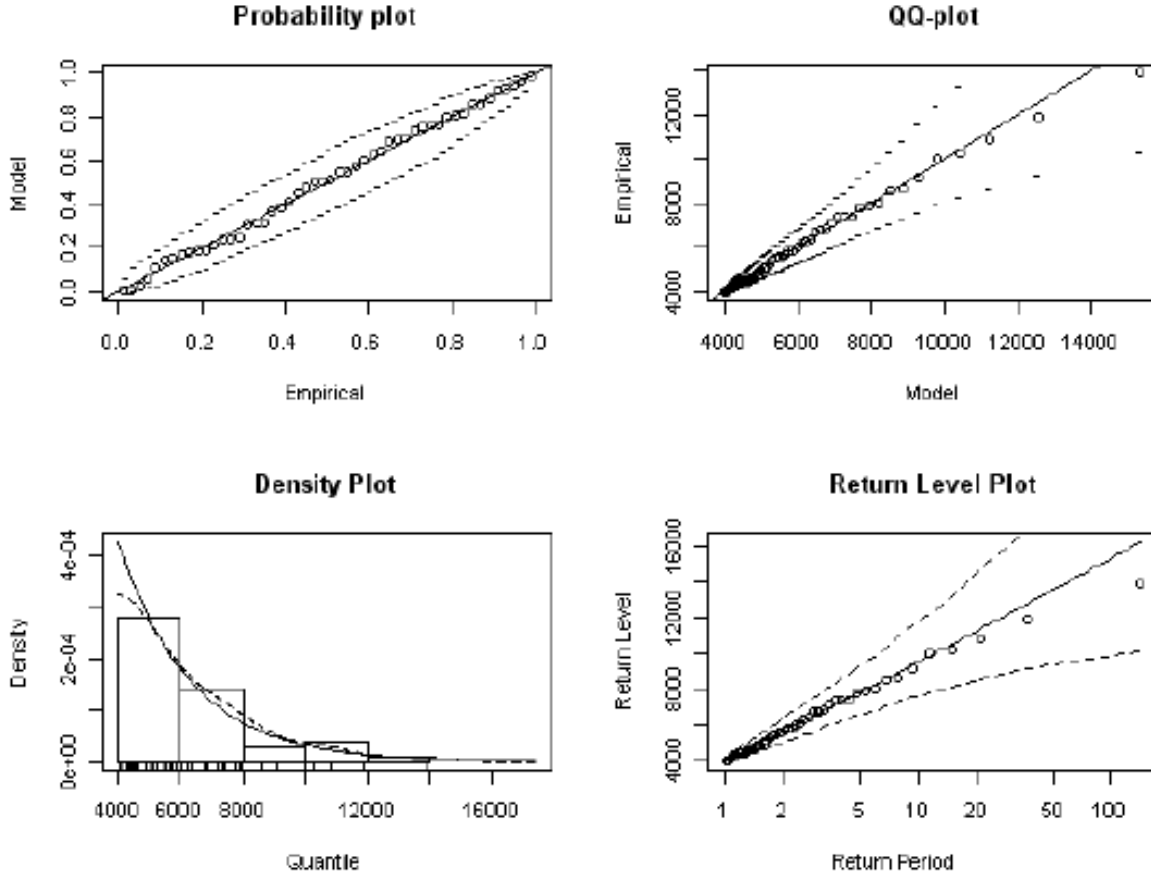 Probability plot
Model
0.0 0.2 0.4 0.6 0.8 1.0
0.0 0.2 0.4 0.6 0.8 1.0
Empirical
QQ-plot
Empirical
4000 8000 12000
4000 6000 8000 10000 12000 14000
Model
Density Plot
Density
0e+00 2e-04 4e-04
4000 6000 8000 12000 16000
Quantile
Return Level Plot
Return Level
4000 8000 12000 16000
1 2 5 10 20 50 100
Return Period